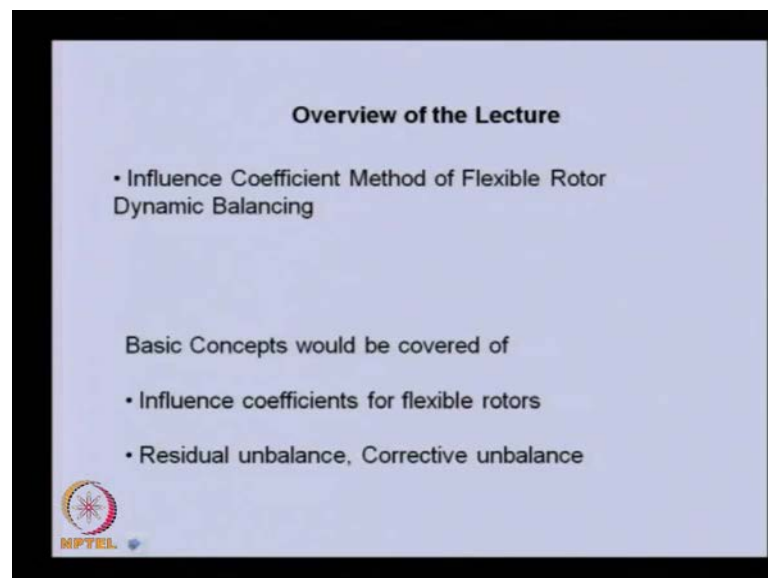 Overview of the Lecture
• Influence Coefficient Method of Flexible Rotor
Dynamic Balancing
Basic Concepts would be covered of
• Influence coefficients for flexible rotors
• Residual unbalance, Corrective unbalance
NPTEL